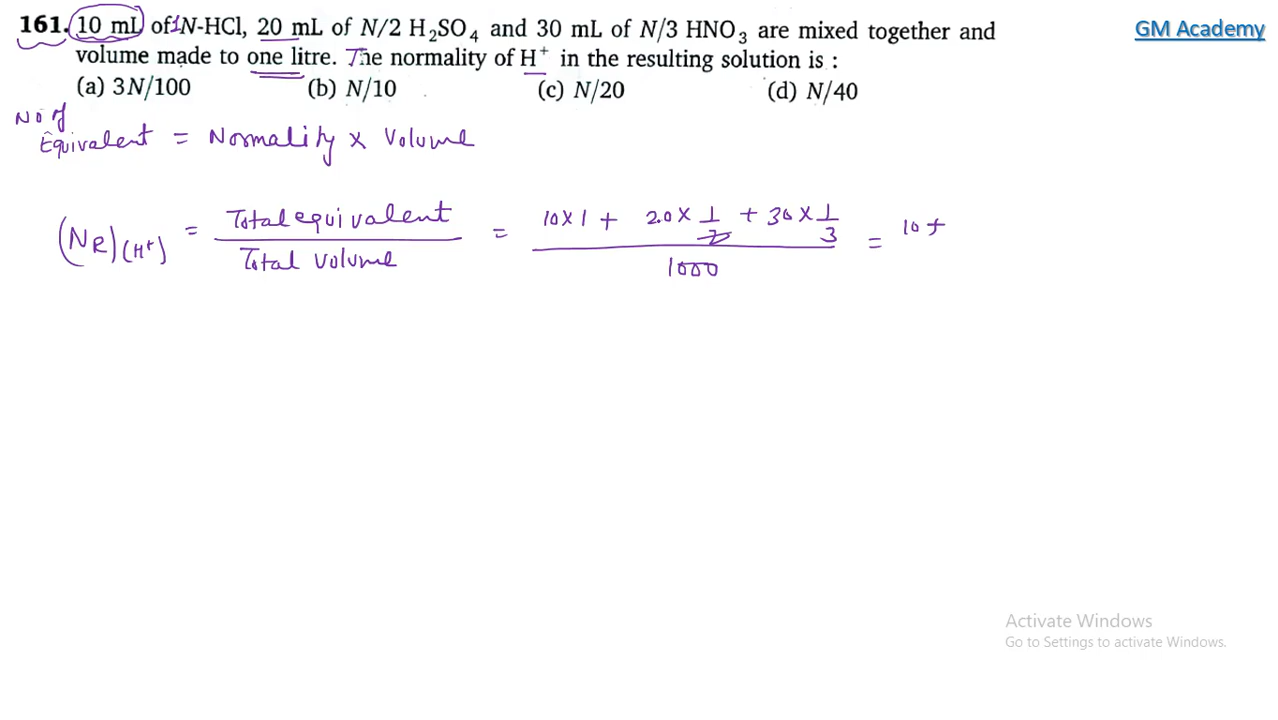 161. 10 mL of 1N-HCl, 20 mL of N/2 H₂SO₄ and 30 mL of N/3 HNO₃ are mixed together and
GM Academy
volume made to one litre. The normality of H⁺ in the resulting solution is :
(a) 3N/100 (b) N/10 (c) N/20 (d) N/40
No of
Equivalent = Normality × Volume
(N_R)(H⁺) = Total equivalent / Total volume = 10×1 + 20×1/2 + 30×1/3 / 1000 = 10+
Activate Windows
Go to Settings to activate Windows.